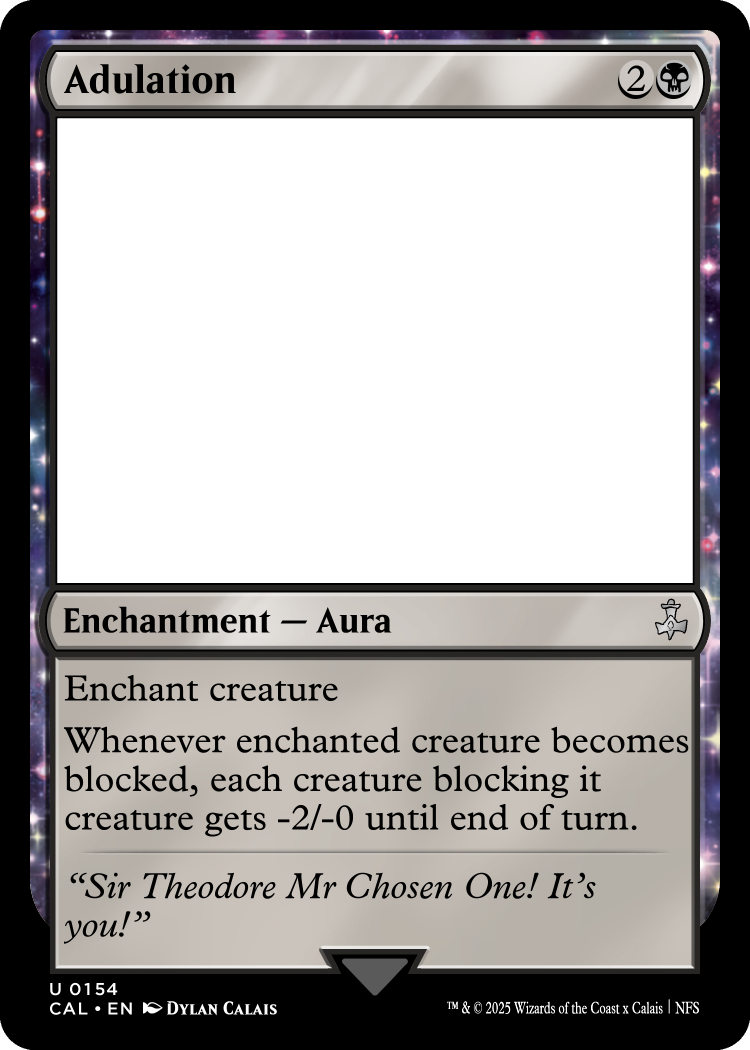 Adulation 2
Enchantment — Aura
Enchant creature
Whenever enchanted creature becomes
blocked, each creature blocking it
creature gets -2/-0 until end of turn.
“Sir Theodore Mr Chosen One! It's
you!”
U 0154
CAL • EN Dylan Calais
™ & © 2025 Wizards of the Coast x Calais | NFS